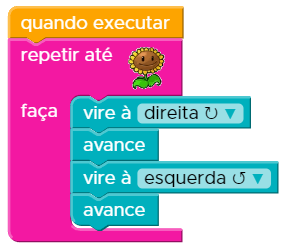 quando executar
repetir até
faça
vire à direita ↻ ▼
avance
vire à esquerda ↺ ▼
avance